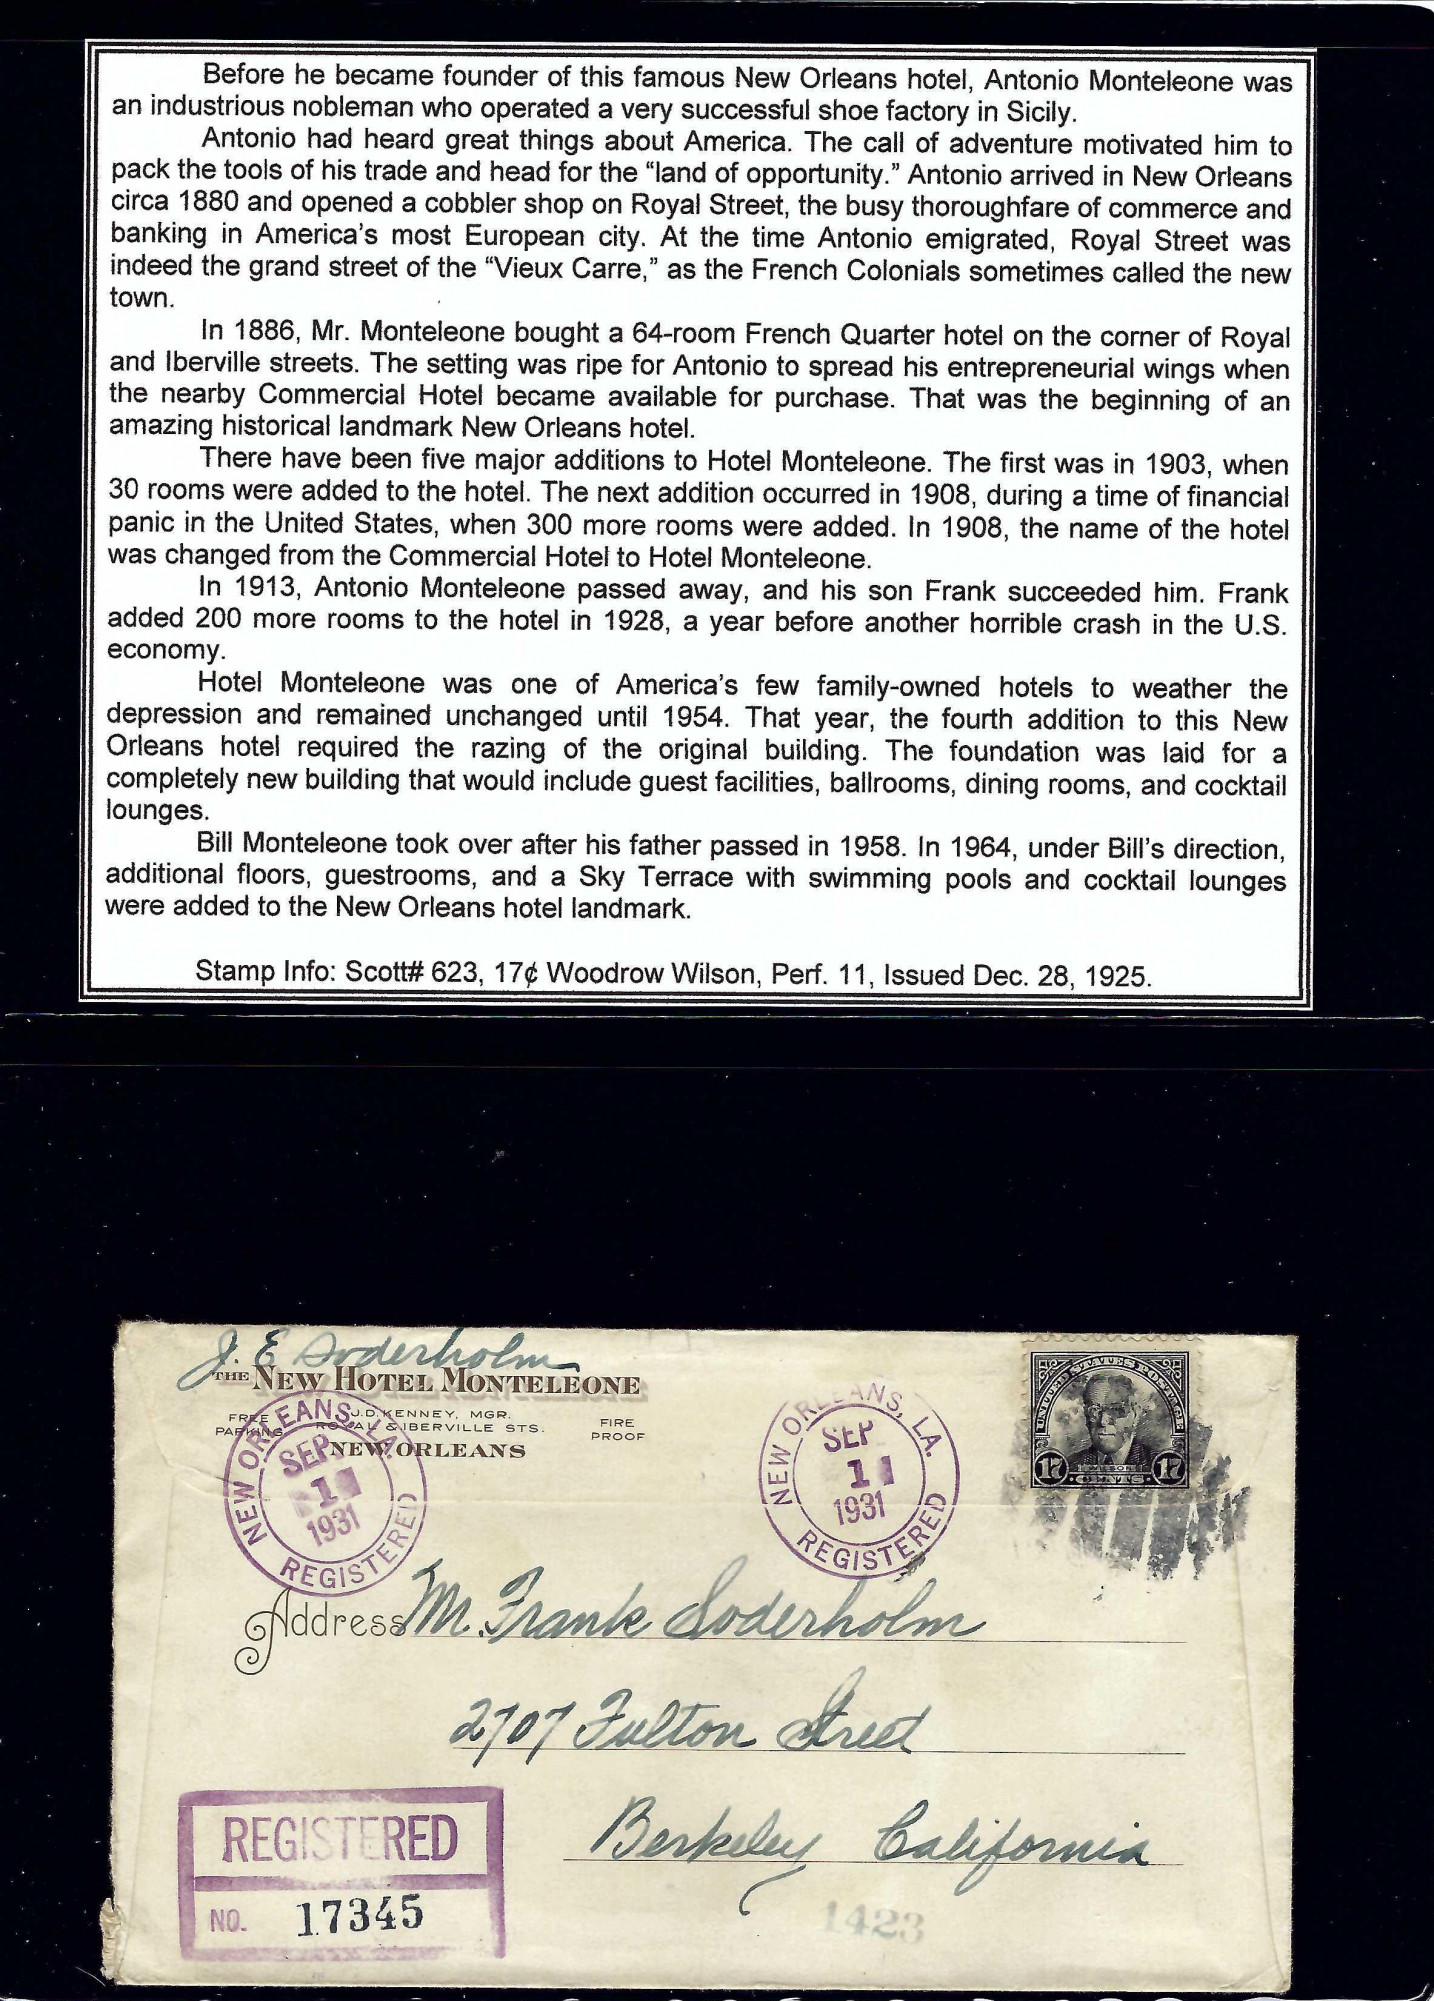 Before he became founder of this famous New Orleans hotel, Antonio Monteleone was
an industrious nobleman who operated a very successful shoe factory in Sicily.
Antonio had heard great things about America. The call of adventure motivated him to
pack the tools of his trade and head for the “land of opportunity.” Antonio arrived in New Orleans
circa 1880 and opened a cobbler shop on Royal Street, the busy thoroughfare of commerce and
banking in America’s most European city. At the time Antonio emigrated, Royal Street was
indeed the grand street of the “Vieux Carre,” as the French Colonials sometimes called the new
town.
In 1886, Mr. Monteleone bought a 64-room French Quarter hotel on the corner of Royal
and Iberville streets. The setting was ripe for Antonio to spread his entrepreneurial wings when
the nearby Commercial Hotel became available for purchase. That was the beginning of an
amazing historical landmark New Orleans hotel.
There have been five major additions to Hotel Monteleone. The first was in 1903, when
30 rooms were added to the hotel. The next addition occurred in 1908, during a time of financial
panic in the United States, when 300 more rooms were added. In 1908, the name of the hotel
was changed from the Commercial Hotel to Hotel Monteleone.
In 1913, Antonio Monteleone passed away, and his son Frank succeeded him. Frank
added 200 more rooms to the hotel in 1928, a year before another horrible crash in the U.S.
economy.
Hotel Monteleone was one of America’s few family-owned hotels to weather the
depression and remained unchanged until 1954. That year, the fourth addition to this New
Orleans hotel required the razing of the original building. The foundation was laid for a
completely new building that would include guest facilities, ballrooms, dining rooms, and cocktail
lounges.
Bill Monteleone took over after his father passed in 1958. In 1964, under Bill’s direction,
additional floors, guestrooms, and a Sky Terrace with swimming pools and cocktail lounges
were added to the New Orleans hotel landmark.
Stamp Info: Scott# 623, 17¢ Woodrow Wilson, Perf. 11, Issued Dec. 28, 1925.
J. E Soderholm
THE NEW HOTEL MONTELEONE
J.D. KENNEY, MGR.
FREE PARKING
ROYAL & IBERVILLE STS.
FIRE PROOF
NEW ORLEANS
NEW ORLEANS, LA.
SEP
1
1931
REGISTERED
NEW ORLEANS, LA.
SEP
1
1931
REGISTERED
UNITED STATES POSTAGE
WILSON
17 CENTS 17
Address Mr. Frank Soderholm
2707 Fulton Street
Berkeley California
REGISTERED
NO. 17345
1423